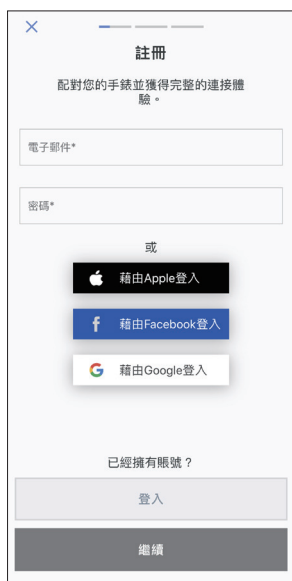 註冊
配對您的手錶並獲得完整的連接體
驗。
電子郵件*
密碼*
或
藉由Apple登入
藉由Facebook登入
藉由Google登入
已經擁有賬號？
登入
繼續